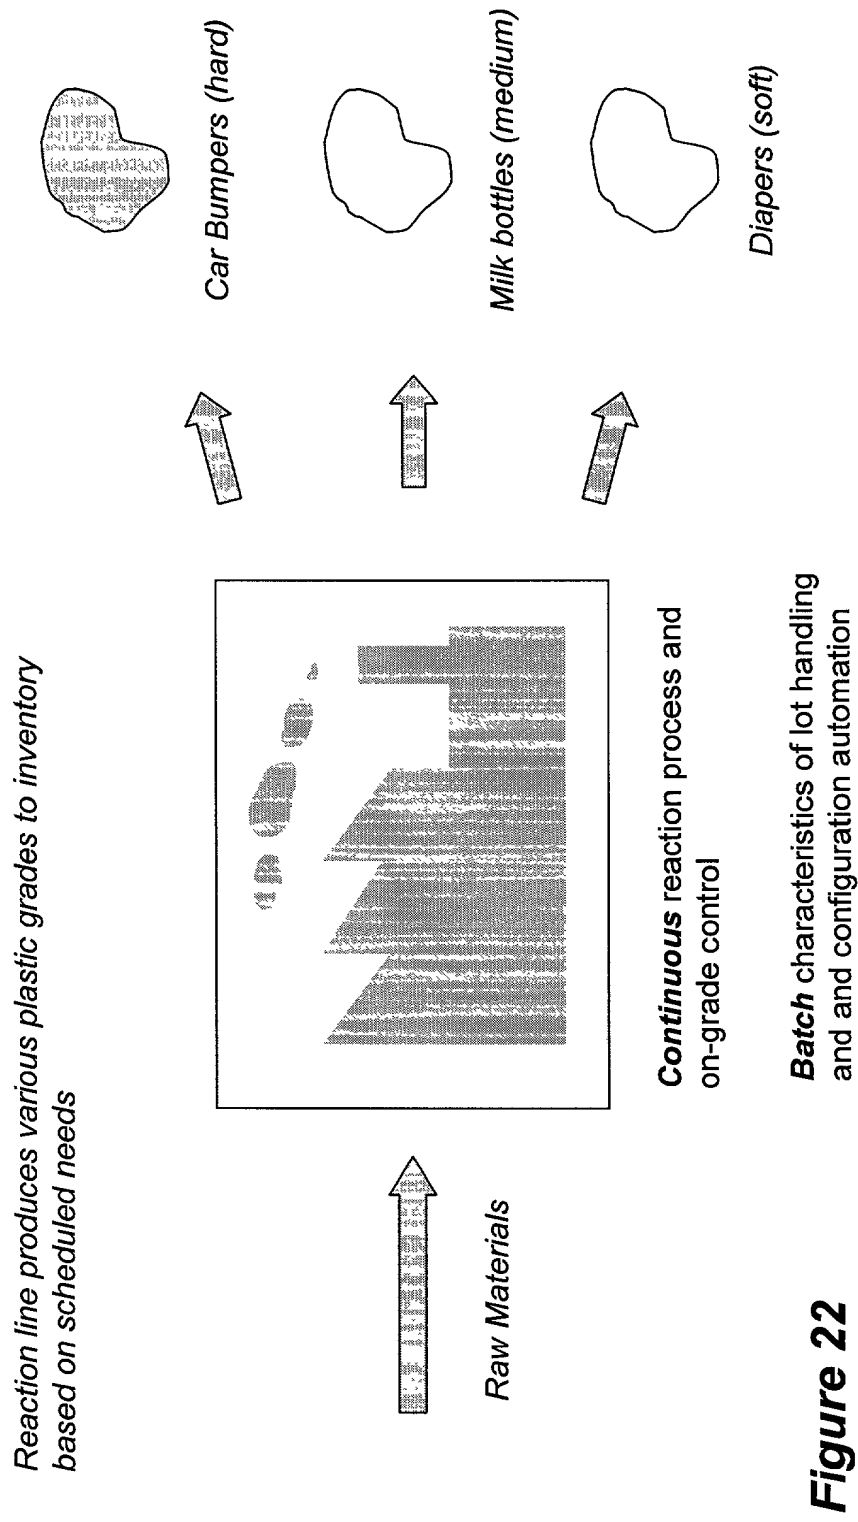 Reaction line produces various plastic grades to inventory
based on scheduled needs
Raw Materials
Continuous reaction process and
on-grade control
Batch characteristics of lot handling
and and configuration automation
Car Bumpers (hard)
Milk bottles (medium)
Diapers (soft)
Figure 22